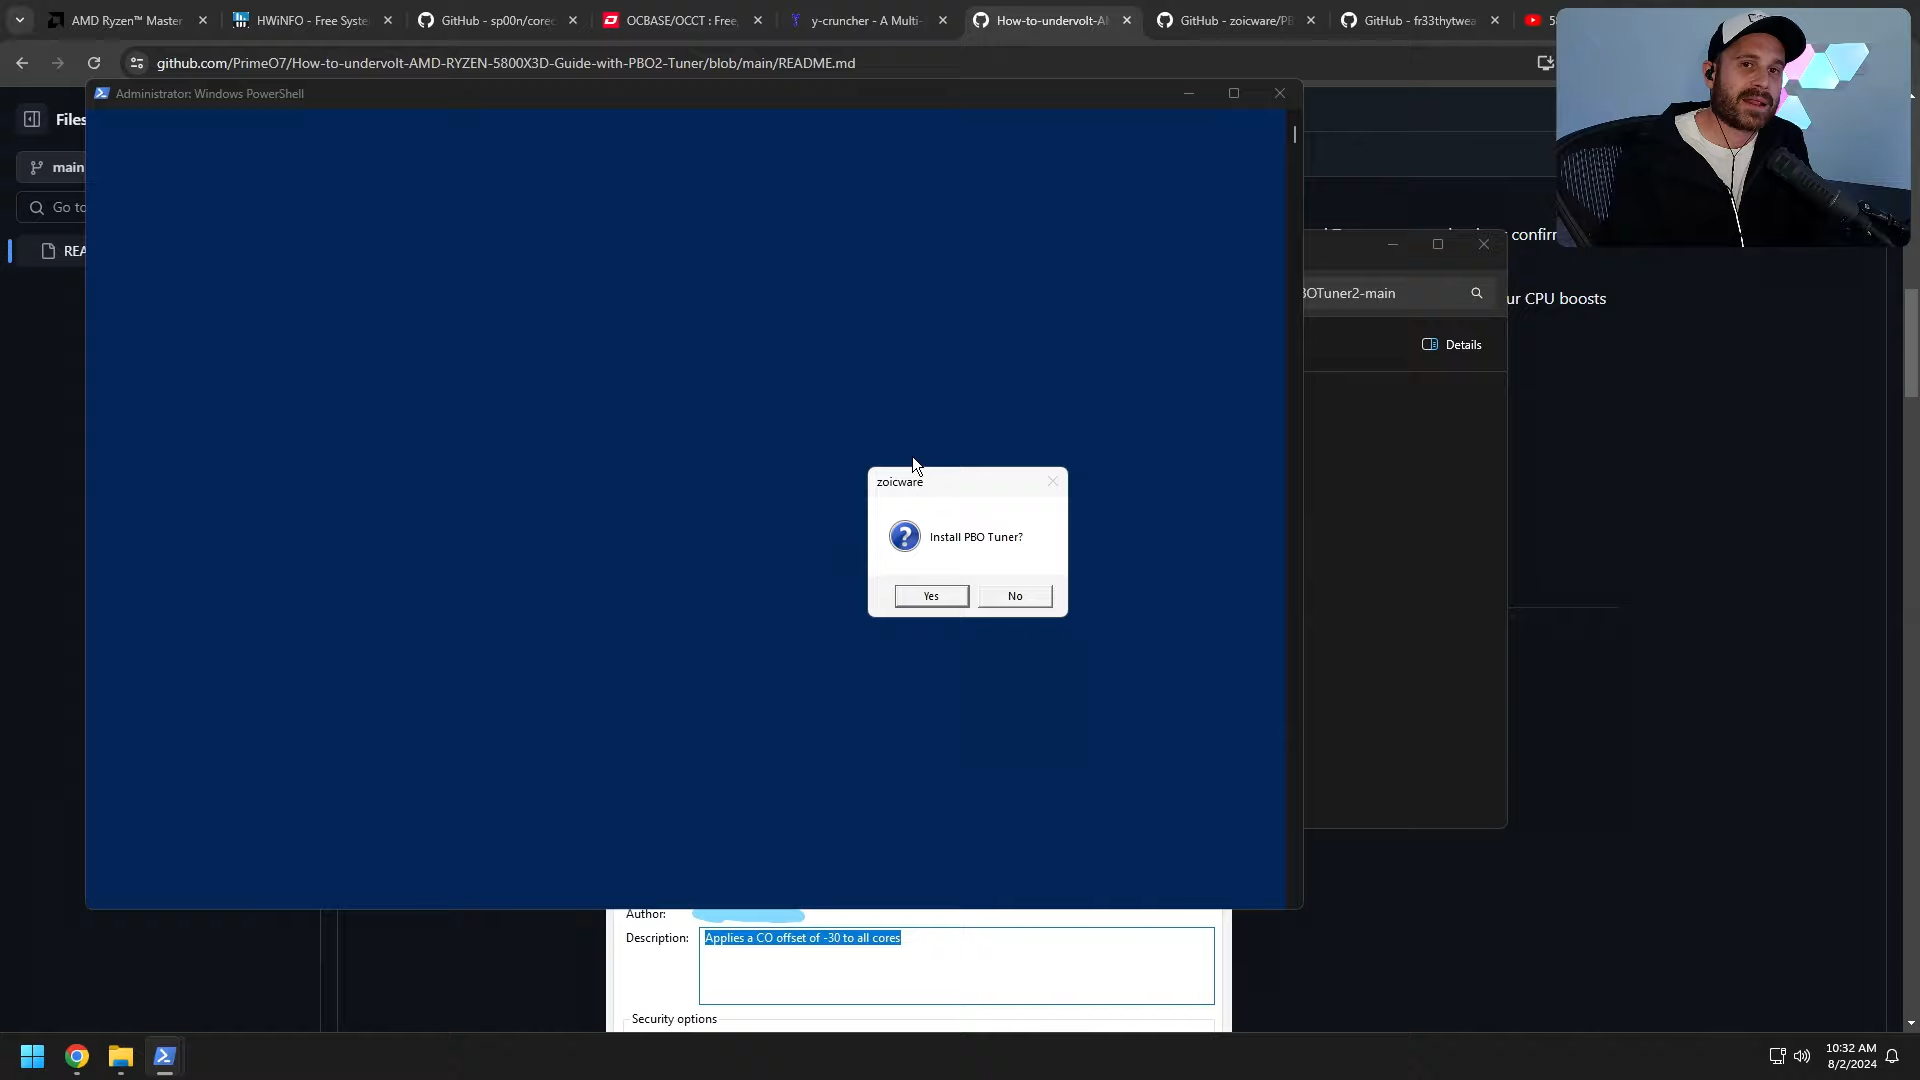 AMD Ryzen™ Master
HWiNFO - Free Syste
GitHub - sp00n/corec
OCBASE/OCCT : Free,
y-cruncher - A Multi-
How-to-undervolt-A
GitHub - zoicware/PB
GitHub - fr33thytwea
github.com/PrimeO7/How-to-undervolt-AMD-RYZEN-5800X3D-Guide-with-PBO2-Tuner/blob/main/README.md
Administrator: Windows PowerShell
Files
main
Go to
REA
confirm
BOTuner2-main
ur CPU boosts
Details
zoicware
Install PBO Tuner?
Yes
No
Author:
Description:
Applies a CO offset of -30 to all cores
Security options
10:32 AM
8/2/2024